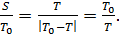 S/T₀ = T/|T₀−T| = T₀/T.